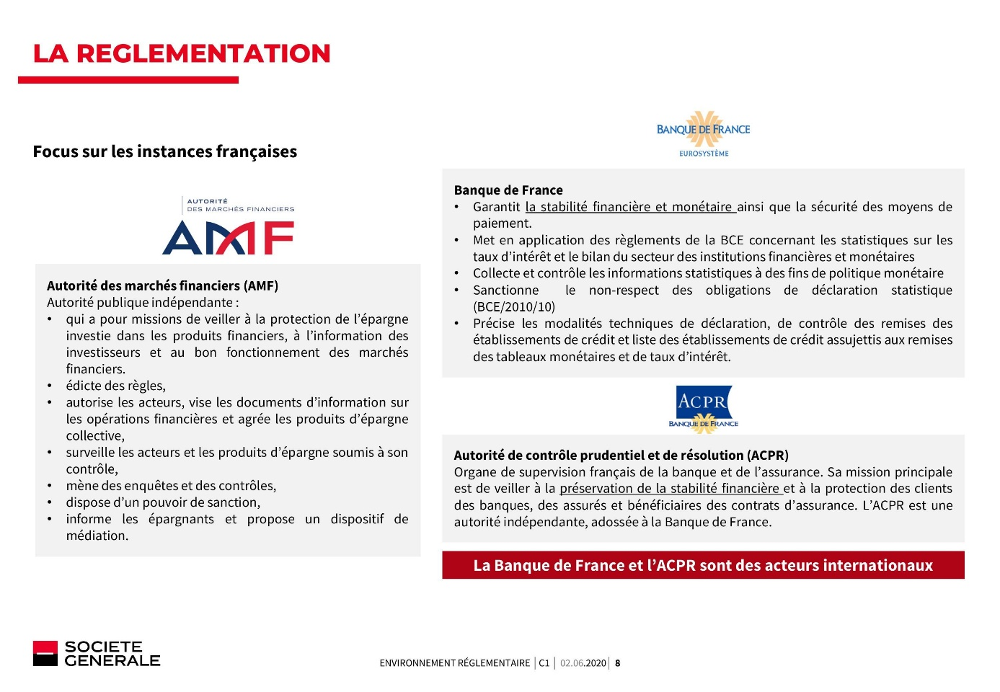 LA REGLEMENTATION
Focus sur les instances françaises
AUTORITÉ
DES MARCHÉS FINANCIERS
AMF
Autorité des marchés financiers (AMF)
Autorité publique indépendante :
• qui a pour missions de veiller à la protection de l’épargne
investie dans les produits financiers, à l’information des
investisseurs et au bon fonctionnement des marchés
financiers.
• édicte des règles,
• autorise les acteurs, vise les documents d’information sur
les opérations financières et agrée les produits d’épargne
collective,
• surveille les acteurs et les produits d’épargne soumis à son
contrôle,
• mène des enquêtes et des contrôles,
• dispose d’un pouvoir de sanction,
• informe les épargnants et propose un dispositif de
médiation.
BANQUE DE FRANCE
EUROSYSTÈME
Banque de France
• Garantit la stabilité financière et monétaire ainsi que la sécurité des moyens de
paiement.
• Met en application des règlements de la BCE concernant les statistiques sur les
taux d’intérêt et le bilan du secteur des institutions financières et monétaires
• Collecte et contrôle les informations statistiques à des fins de politique monétaire
• Sanctionne le non-respect des obligations de déclaration statistique
(BCE/2010/10)
• Précise les modalités techniques de déclaration, de contrôle des remises des
établissements de crédit et liste des établissements de crédit assujettis aux remises
des tableaux monétaires et de taux d’intérêt.
ACPR
BANQUE DE FRANCE
Autorité de contrôle prudentiel et de résolution (ACPR)
Organe de supervision français de la banque et de l’assurance. Sa mission principale
est de veiller à la préservation de la stabilité financière et à la protection des clients
des banques, des assurés et bénéficiaires des contrats d’assurance. L’ACPR est une
autorité indépendante, adossée à la Banque de France.
La Banque de France et l’ACPR sont des acteurs internationaux
SOCIETE
GENERALE
ENVIRONNEMENT RÉGLEMENTAIRE | C1 | 02.06.2020 | 8